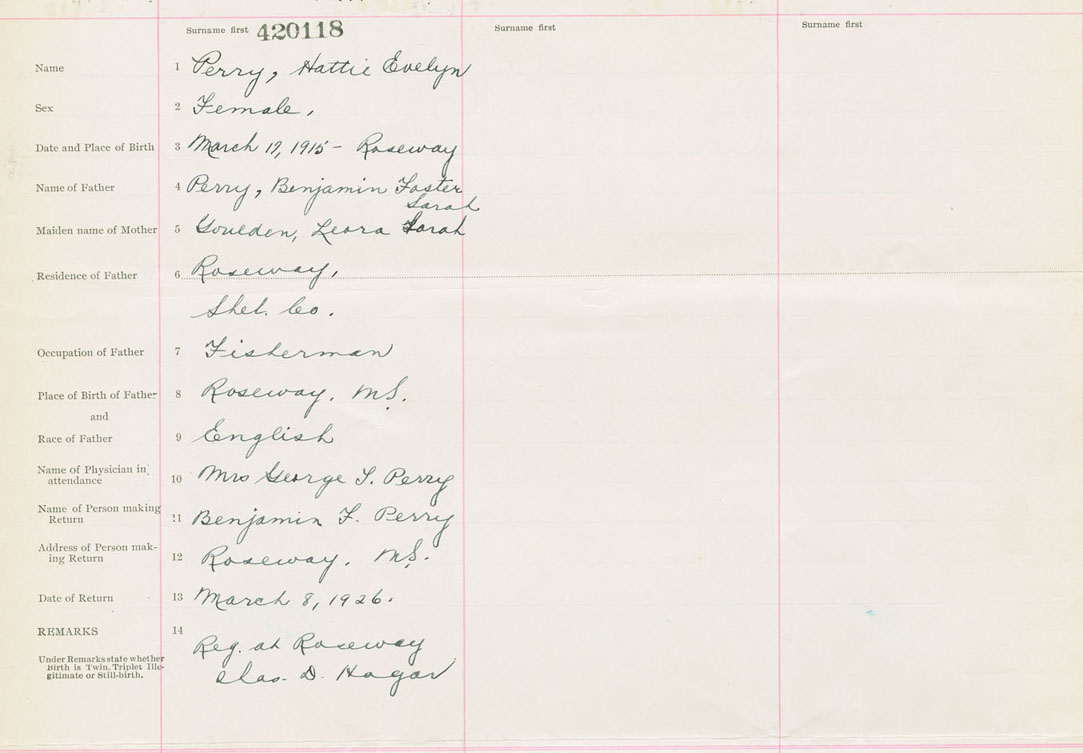 Surname first 420118 Surname first Surname first
Name 1 Perry, Hattie Evelyn
Sex 2 Female,
Date and Place of Birth 3 March 17, 1915 - Roseway
Name of Father 4 Perry, Benjamin Foster
Sarah
Maiden name of Mother 5 Goulden, Leora Sarah
Residence of Father 6 Roseway,
Shel. Co.
Occupation of Father 7 Fisherman
Place of Birth of Father 8 Roseway, N.S.
and
Race of Father 9 English
Name of Physician in
attendance 10 Mrs George T. Perry
Name of Person making
Return 11 Benjamin F. Perry
Address of Person mak-
ing Return 12 Roseway, N.S.
Date of Return 13 March 8, 1926.
REMARKS 14
Reg. at Roseway
Under Remarks state whether
Birth is Twin, Triplet Ille-
gitimate or Still-birth.
Chas. D. Hagar